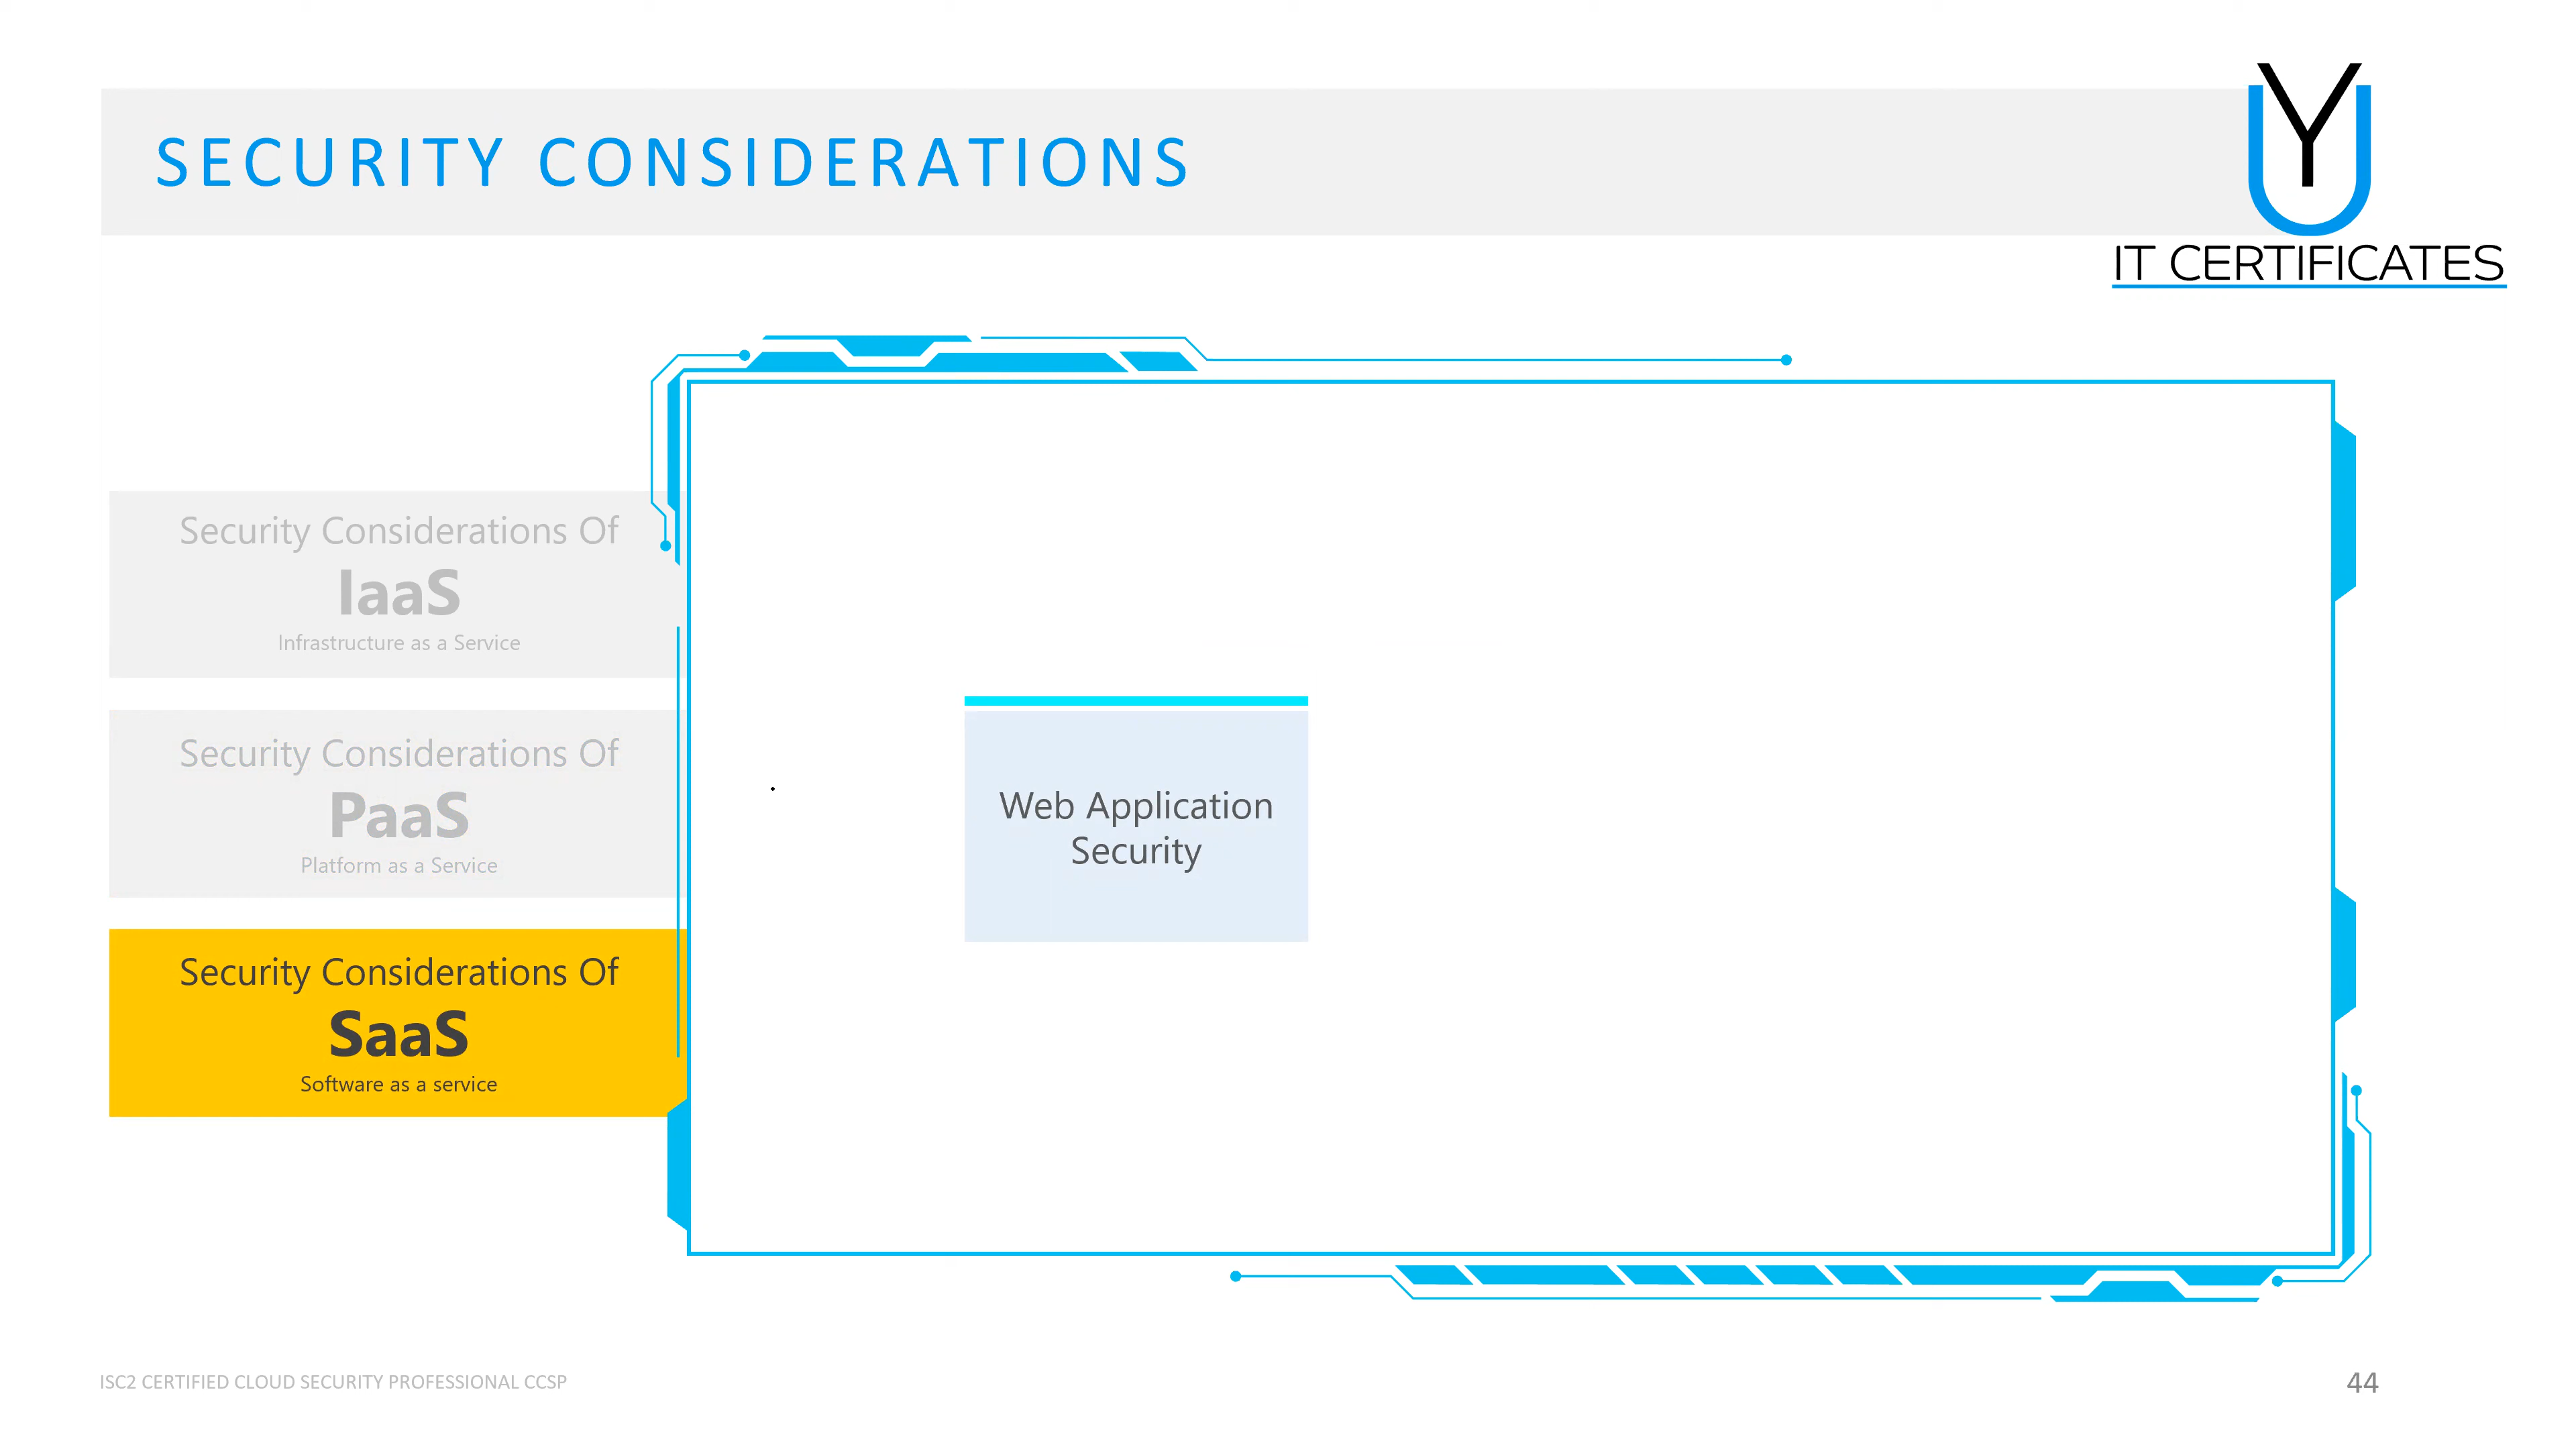 SECURITY CONSIDERATIONS
YU
IT CERTIFICATES
Security Considerations Of
IaaS
Infrastructure as a Service
Security Considerations Of
PaaS
Platform as a Service
Security Considerations Of
SaaS
Software as a service
Web Application
Security
ISC2 CERTIFIED CLOUD SECURITY PROFESSIONAL CCSP
44